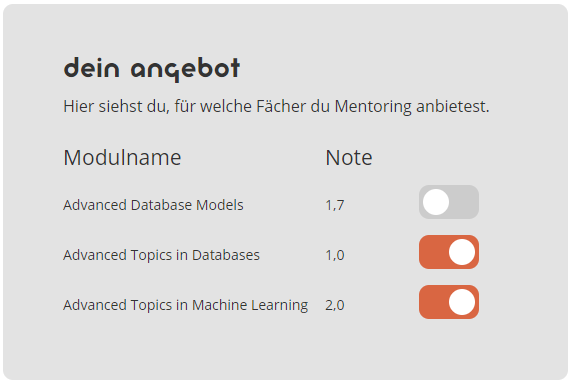 dein angebot
Hier siehst du, für welche Fächer du Mentoring anbietest.
Modulname Note
Advanced Database Models 1,7
Advanced Topics in Databases 1,0
Advanced Topics in Machine Learning 2,0